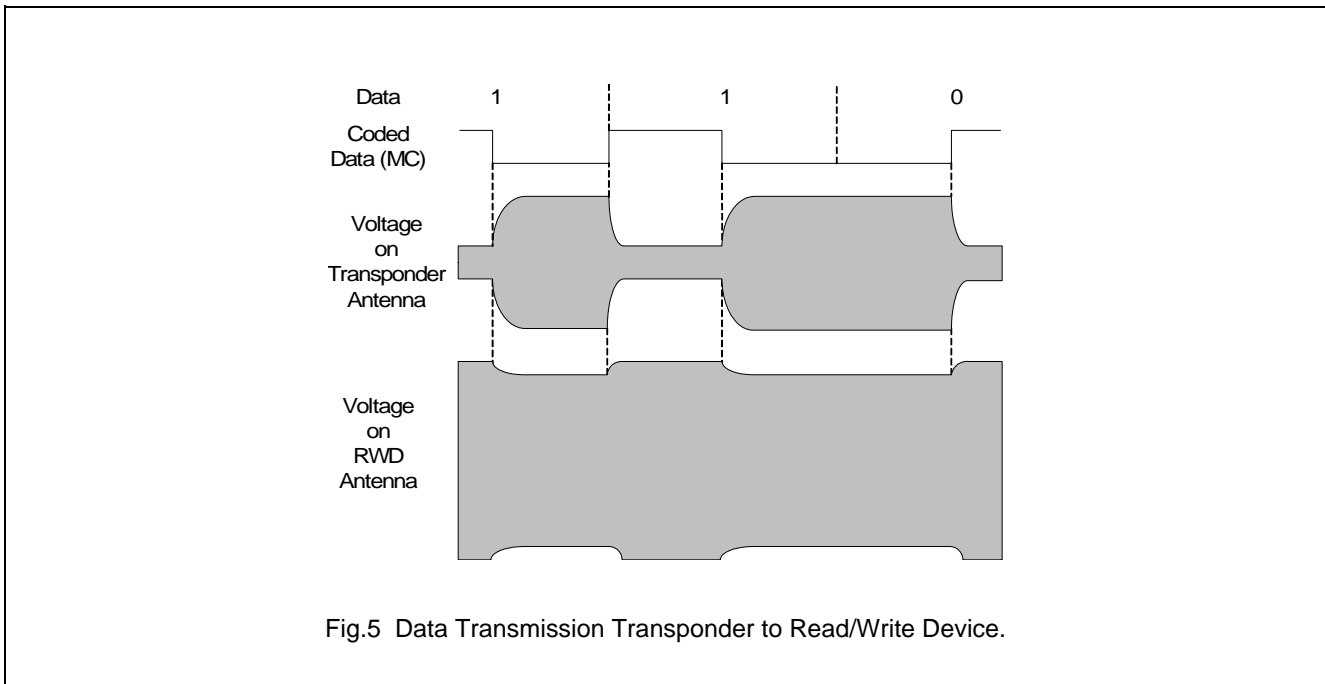 Data 1 1 0
Coded
Data (MC)
Voltage
on
Transponder
Antenna
Voltage
on
RWD
Antenna
Fig.5 Data Transmission Transponder to Read/Write Device.